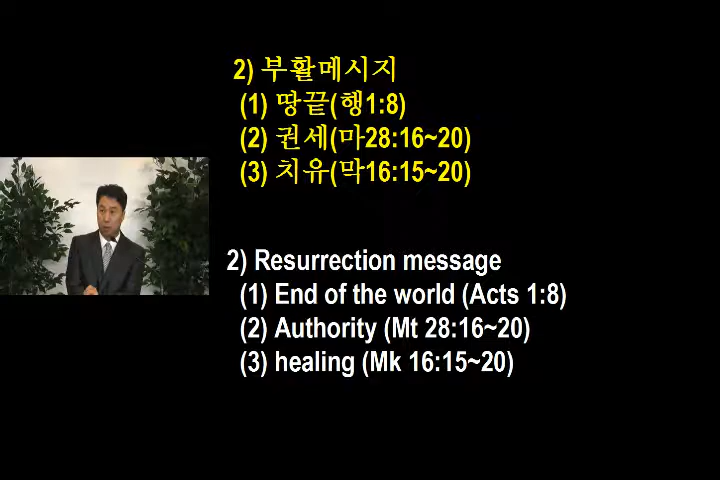 2) 부활메시지
(1) 땅끝(행1:8)
(2) 권세(마28:16~20)
(3) 치유(막16:15~20)
2) Resurrection message
(1) End of the world (Acts 1:8)
(2) Authority (Mt 28:16~20)
(3) healing (Mk 16:15~20)